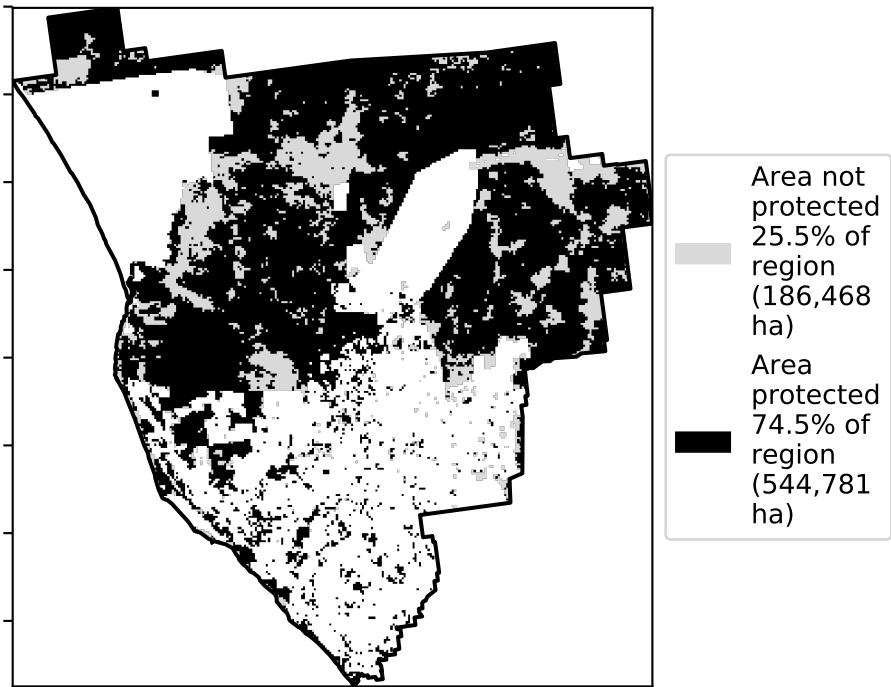 Area not
protected
25.5% of
region
(186,468
ha)
Area
protected
74.5% of
region
(544,781
ha)